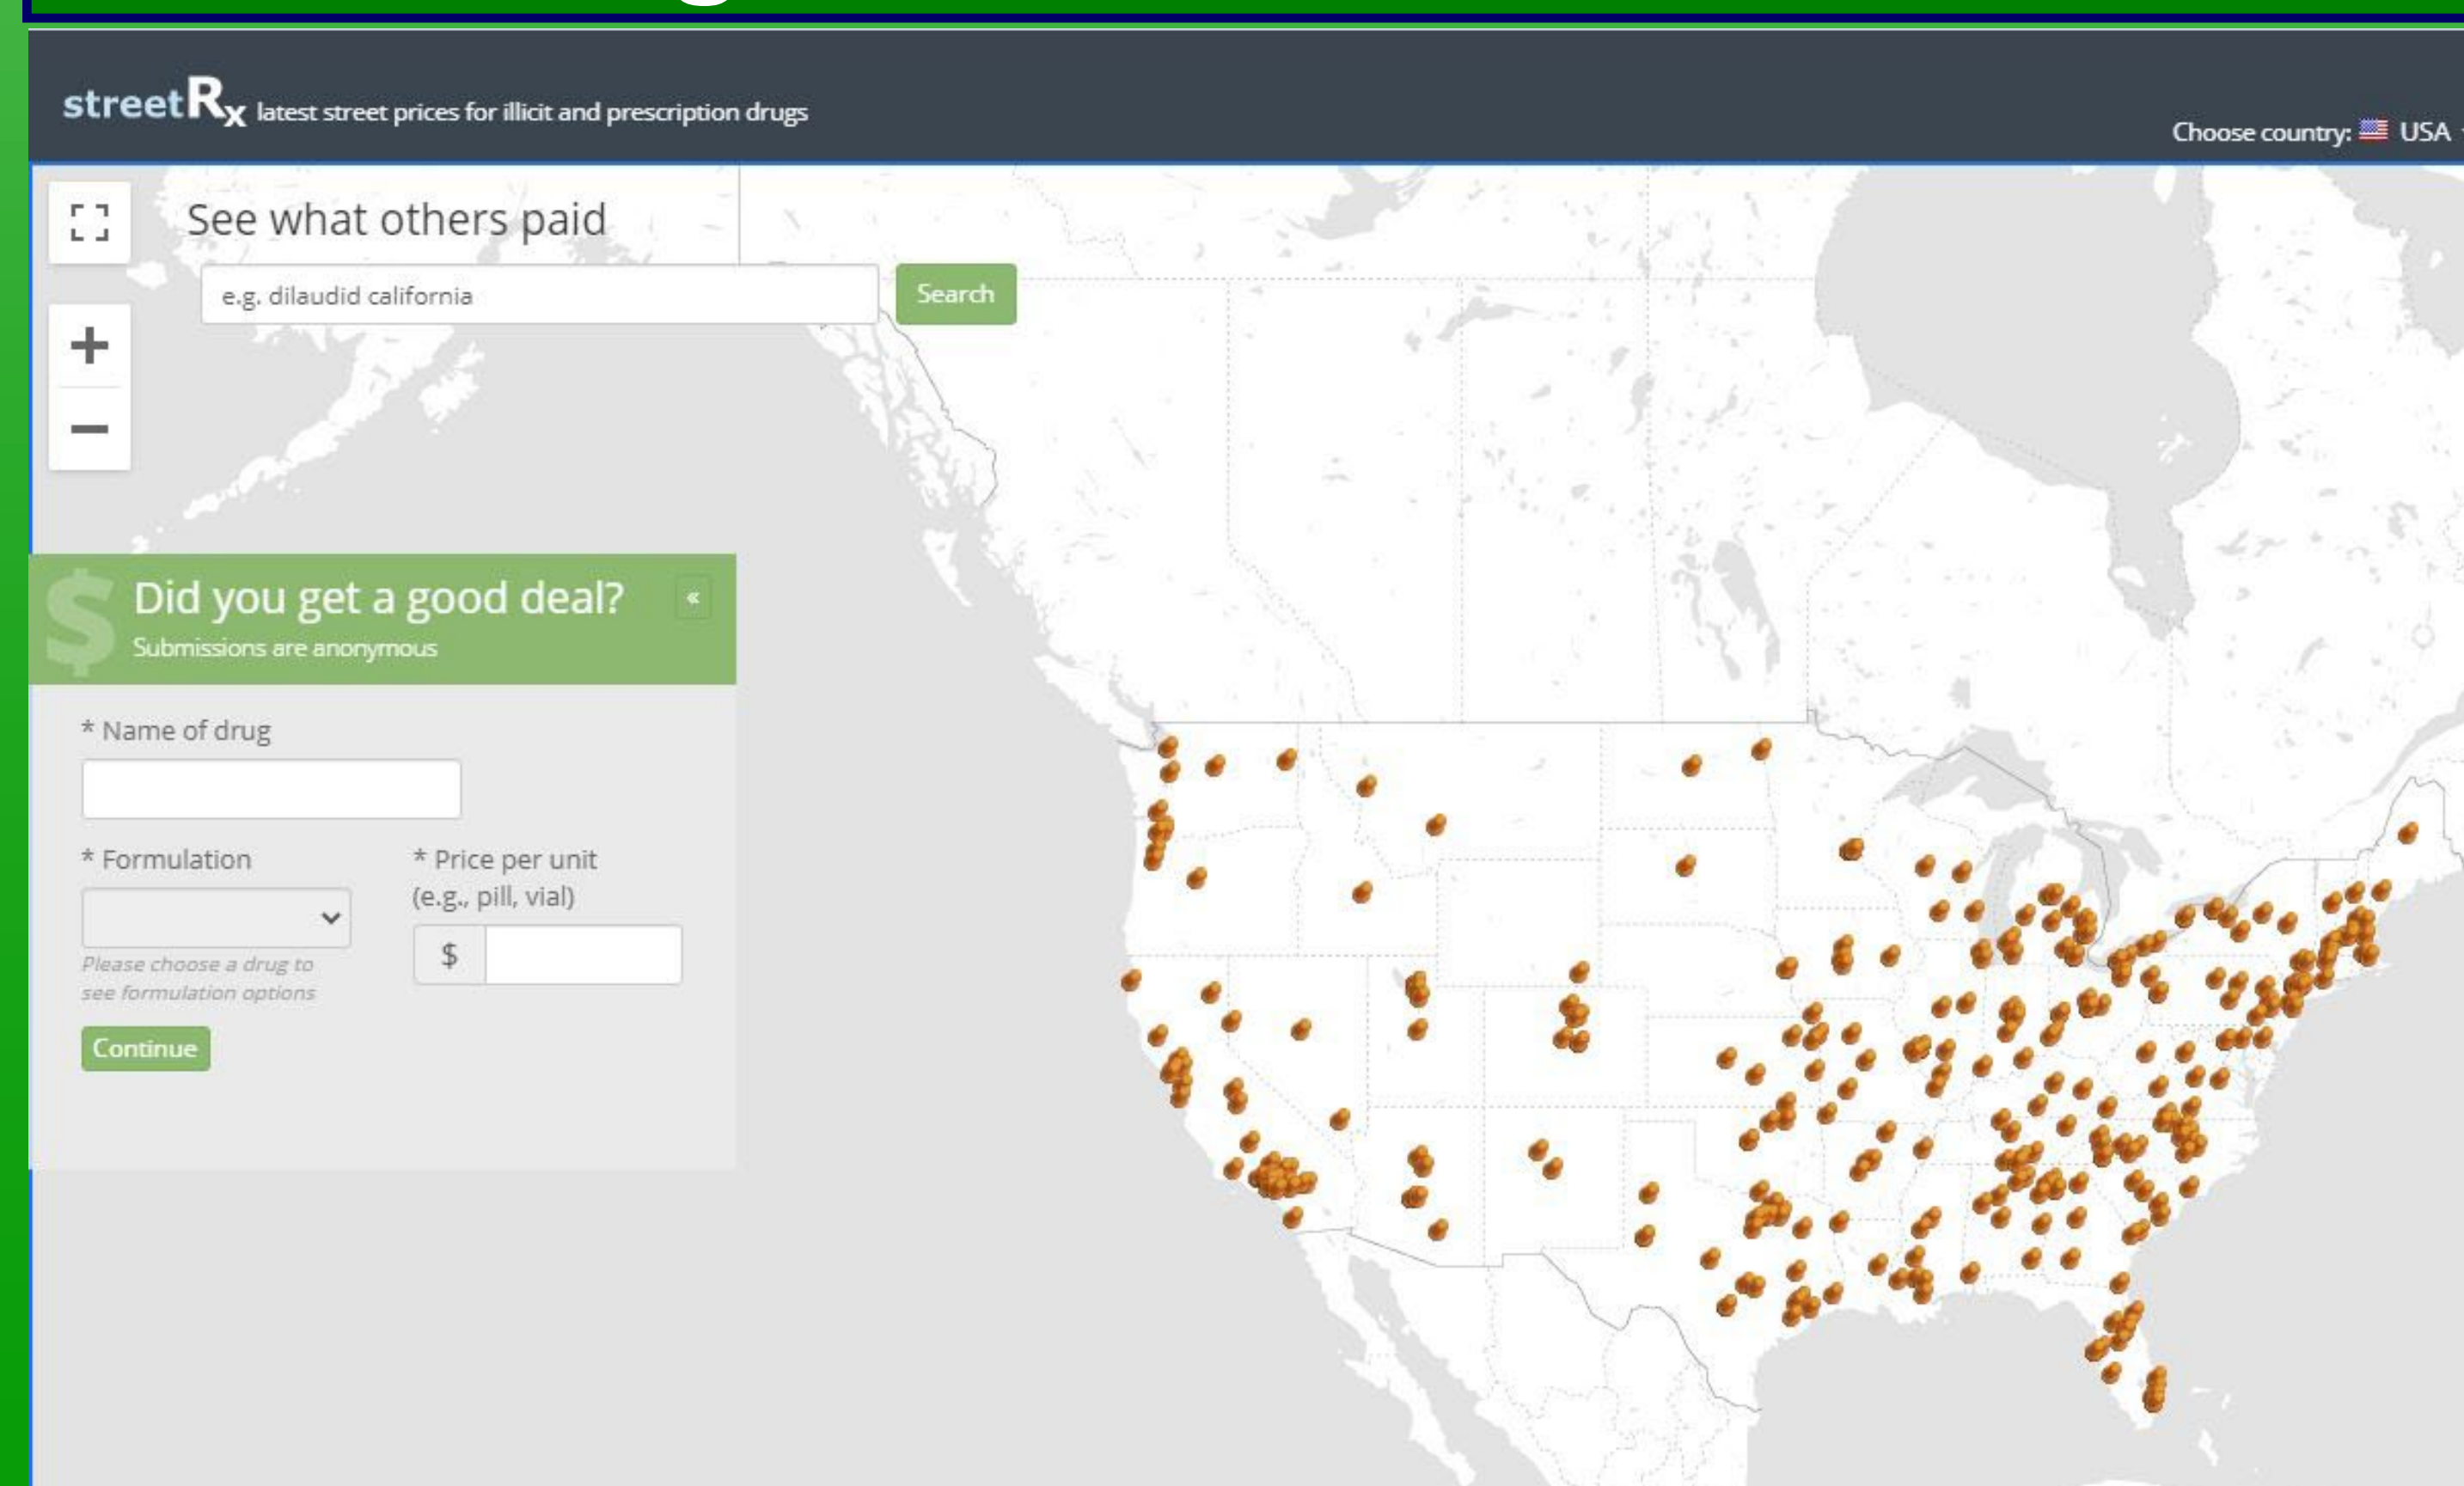 streetRx latest street prices for illicit and prescription drugs
Choose country: USA
See what others paid
e.g. dilaudid california
Search
+
−
$ Did you get a good deal? «
Submissions are anonymous
* Name of drug
* Formulation
* Price per unit
(e.g., pill, vial)
$
Please choose a drug to
see formulation options
Continue